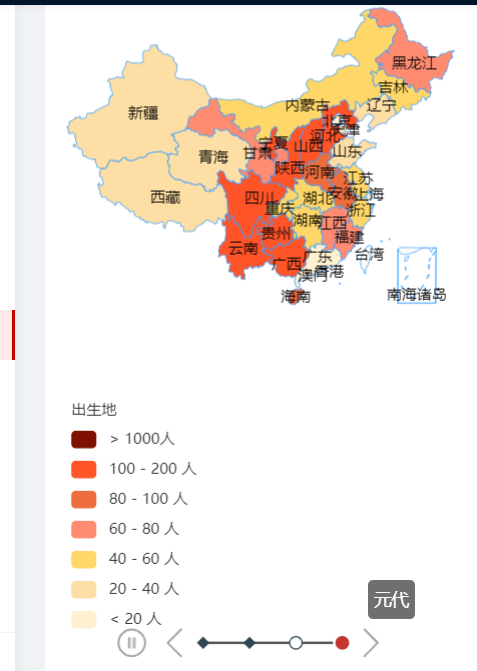 黑龙江
吉林
内蒙古
辽宁
新疆
北京
天津
河北
宁夏
山西
甘肃
青海
山东
陕西
河南
西藏
四川
江苏
安徽
上海
湖北
重庆
浙江
湖南
江西
贵州
福建
云南
台湾
广东
广西
香港
澳门
海南
南海诸岛
出生地
> 1000人
100 - 200 人
80 - 100 人
60 - 80 人
40 - 60 人
20 - 40 人
< 20 人
元代